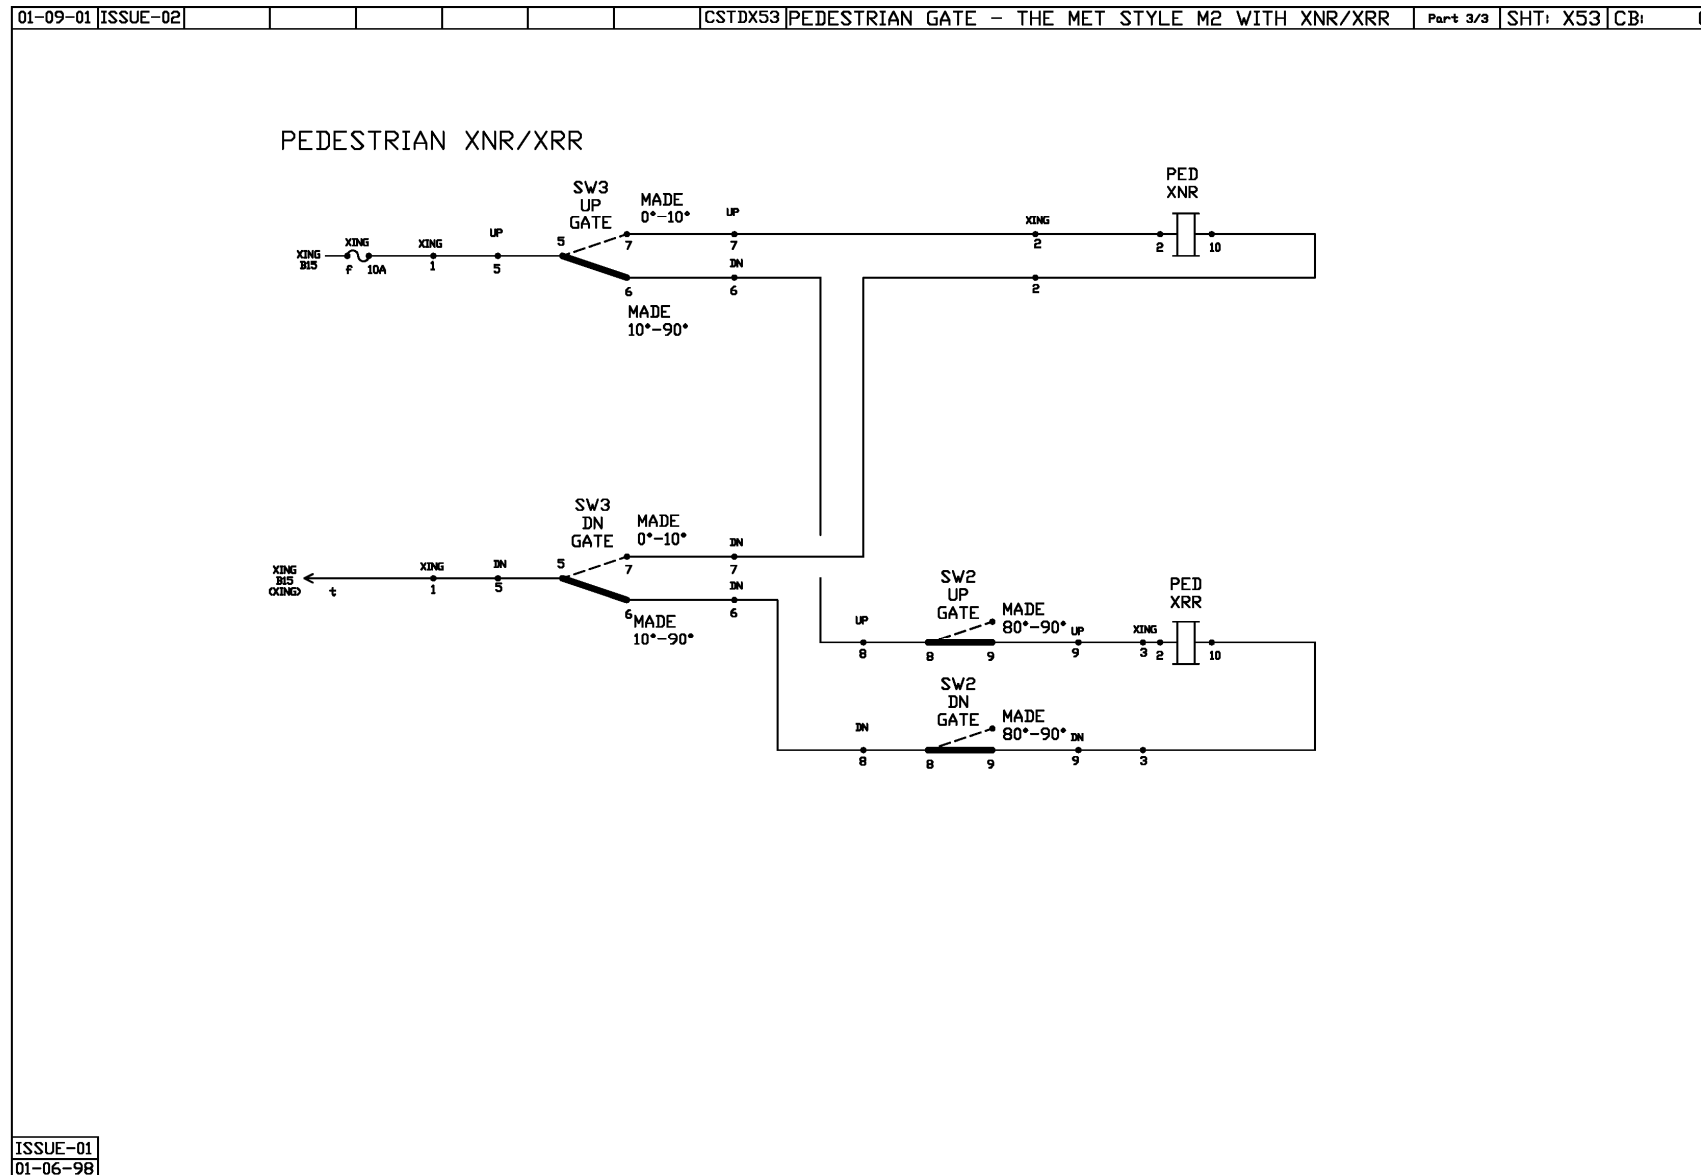 01-09-01 ISSUE-02 CSTDX53 PEDESTRIAN GATE - THE MET STYLE M2 WITH XNR/XRR Part 3/3 SHT: X53 CB:
PEDESTRIAN XNR/XRR
SW3
UP
GATE
MADE
0°-10°
UP
7
7
XING
2
PED
XNR
2
10
XING
B15
XING
f
10A
XING
1
UP
5
5
6
MADE
10°-90°
DN
6
2
SW3
DN
GATE
MADE
0°-10°
DN
7
7
XING
B15
(XING)
t
XING
1
DN
5
5
6
MADE
10°-90°
DN
6
SW2
UP
GATE
MADE
80°-90°
UP
8
8
9
UP
9
XING
3
2
PED
XRR
10
SW2
DN
GATE
MADE
80°-90°
DN
8
8
9
DN
9
3
ISSUE-01
01-06-98